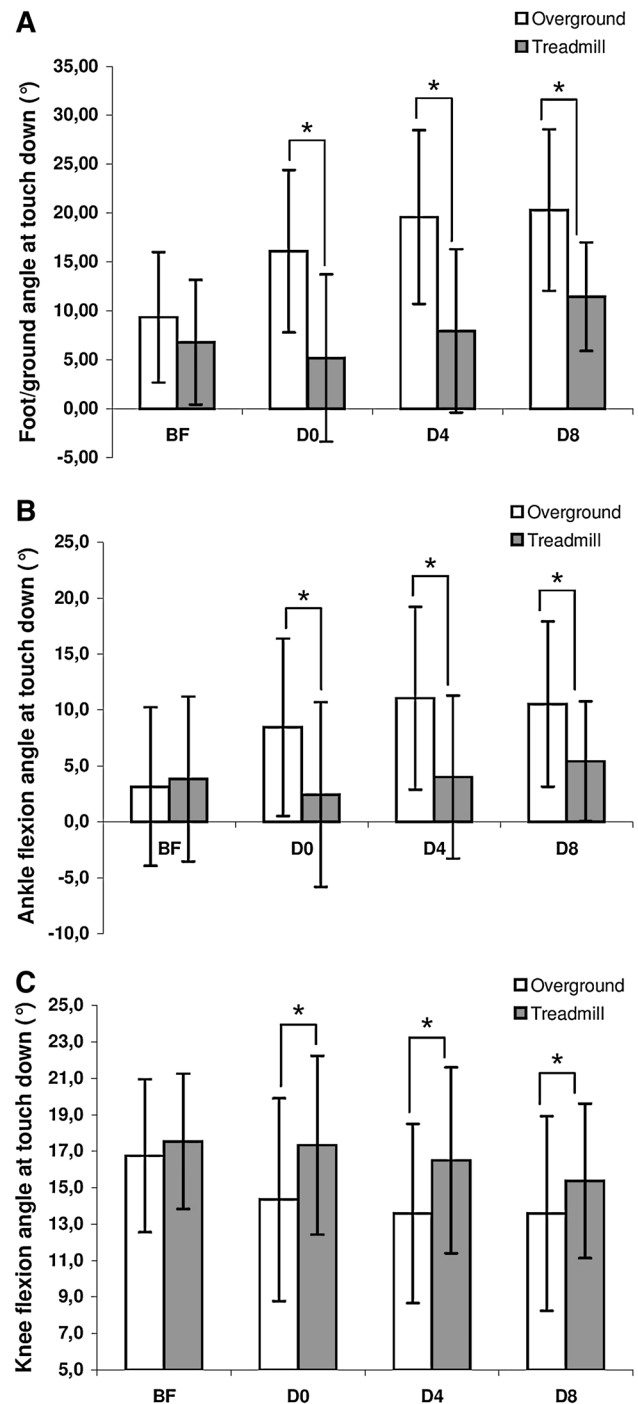 A
Overground
Treadmill
Foot/ground angle at touch down (°)
35,00
30,00
25,00
20,00
15,00
10,00
5,00
0,00
-5,00
*
*
*
BF D0 D4 D8
B
Overground
Treadmill
Ankle flexion angle at touch down (°)
25,0
20,0
15,0
10,0
5,0
0,0
-5,0
-10,0
*
*
*
BF D0 D4 D8
C
Overground
Treadmill
Knee flexion angle at touch down (°)
25,0
23,0
21,0
19,0
17,0
15,0
13,0
11,0
9,0
7,0
5,0
*
*
*
BF D0 D4 D8